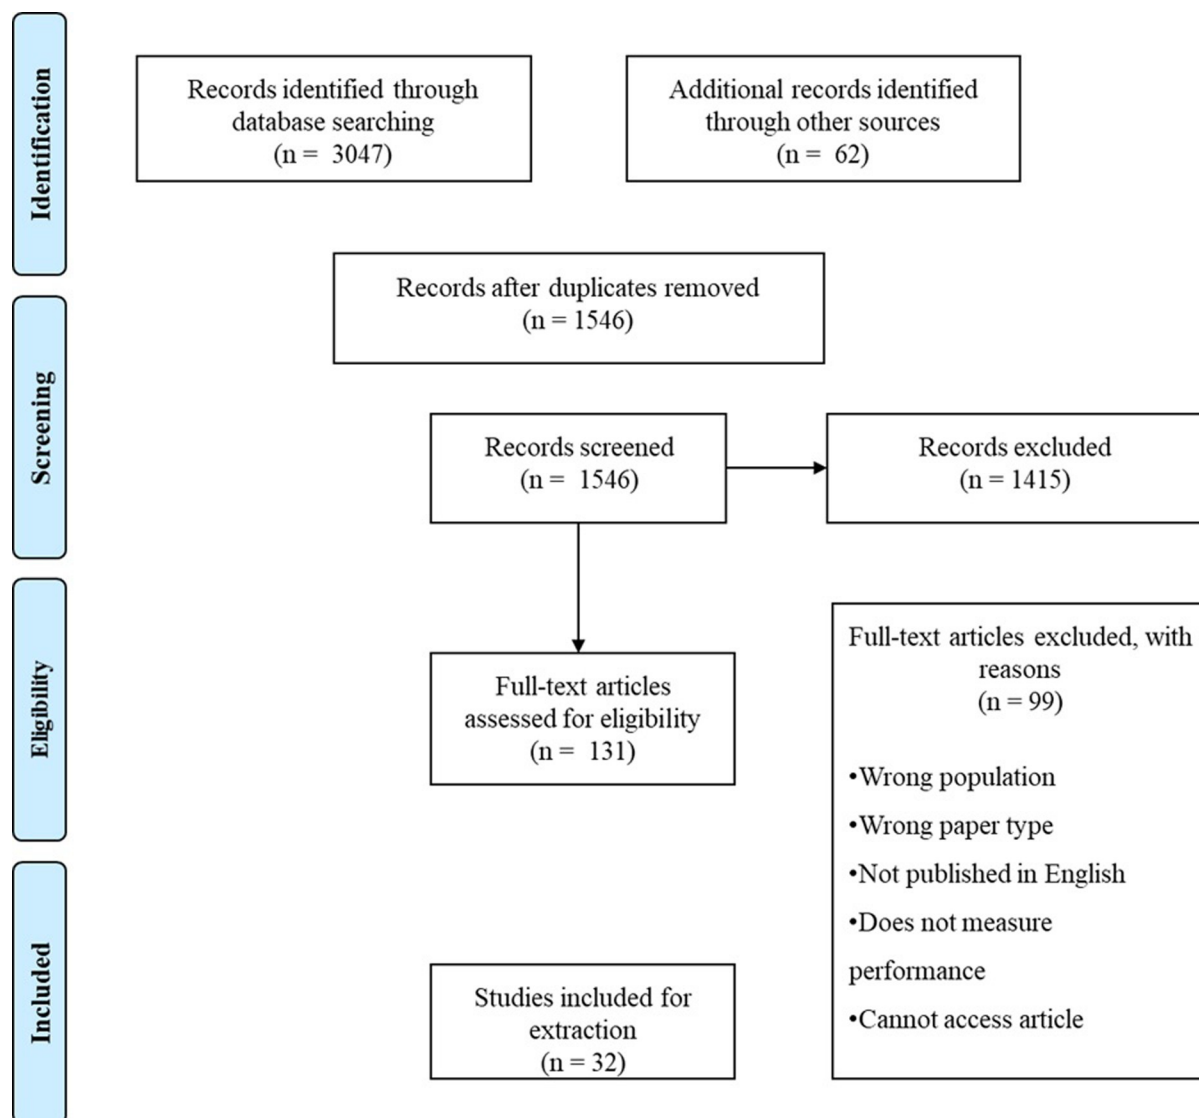 Identification
Records identified through
database searching
(n =  3047)
Additional records identified
through other sources
(n =  62)
Records after duplicates removed
(n = 1546)
Screening
Records screened
(n =  1546)
Records excluded
(n = 1415)
Eligibility
Full-text articles
assessed for eligibility
(n =  131)
Full-text articles excluded, with
reasons
(n = 99)
•Wrong population
•Wrong paper type
•Not published in English
•Does not measure
performance
•Cannot access article
Included
Studies included for
extraction
(n = 32)